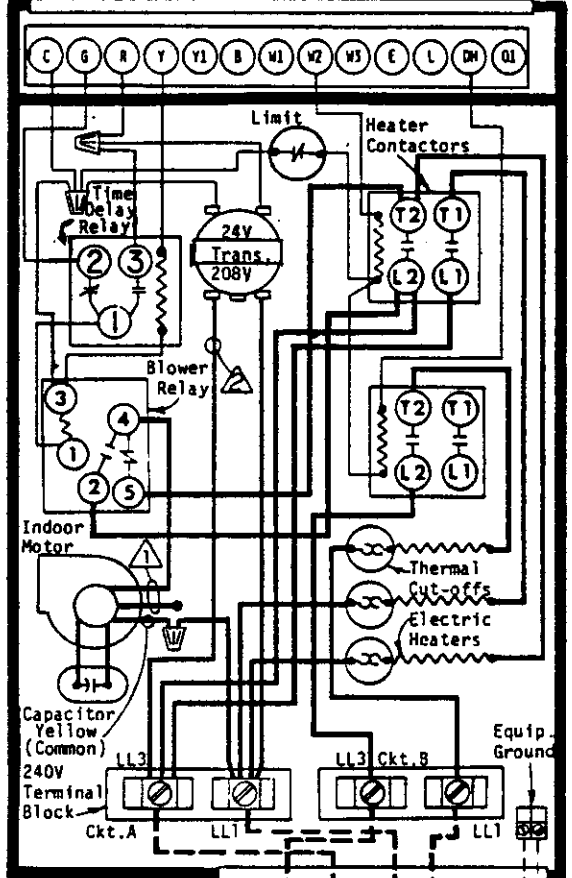 C G R Y Y1 B W1 W2 W3 E L DH O1
Limit
Heater
Contactors
Time
Delay
Relay
24V
Trans.
208V
2 3
1
T2 T1
L2 L1
Blower
Relay
3
4
1
2 5
2
T2 T1
L2 L1
Indoor
Motor
1
Thermal
Cut-offs
Electric
Heaters
Capacitor
Yellow
(Common)
240V
Terminal
Block
LL3
LL3 Ckt.B
Equip.
Ground
Ckt.A LL1
LL1